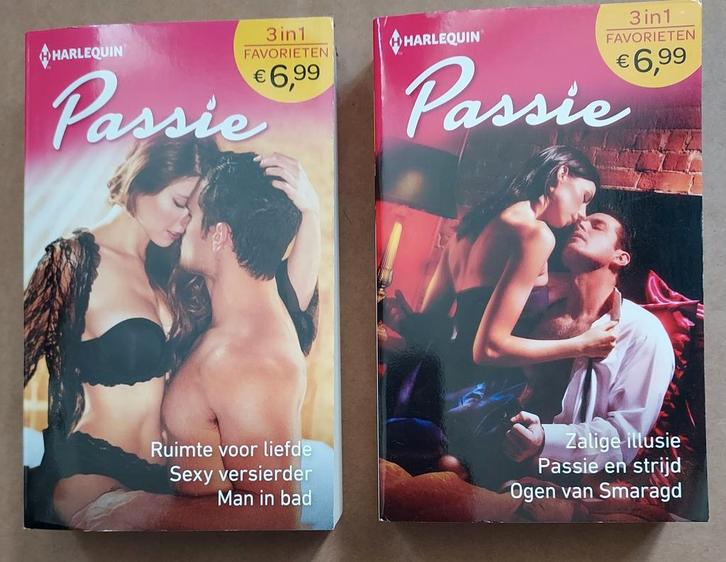 HARLEQUIN
3 in 1
FAVORIETEN
€ 6,99
Passie
Ruimte voor liefde
Sexy versierder
Man in bad
HARLEQUIN
3 in 1
FAVORIETEN
€ 6,99
Passie
Zalige illusie
Passie en strijd
Ogen van Smaragd